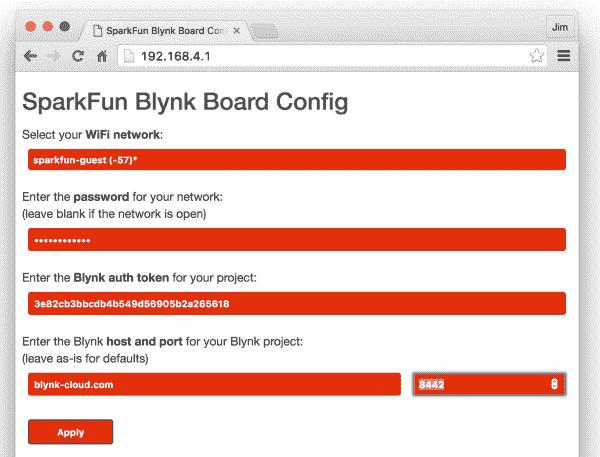 SparkFun Blynk Board Con
Jim
192.168.4.1
SparkFun Blynk Board Config
Select your WiFi network:
sparkfun-guest (-57)*
Enter the password for your network:
(leave blank if the network is open)
••••••••••••
Enter the Blynk auth token for your project:
3e82cb3bbcdb4b549d56905b2a265618
Enter the Blynk host and port for your Blynk project:
(leave as-is for defaults)
blynk-cloud.com 8442
Apply